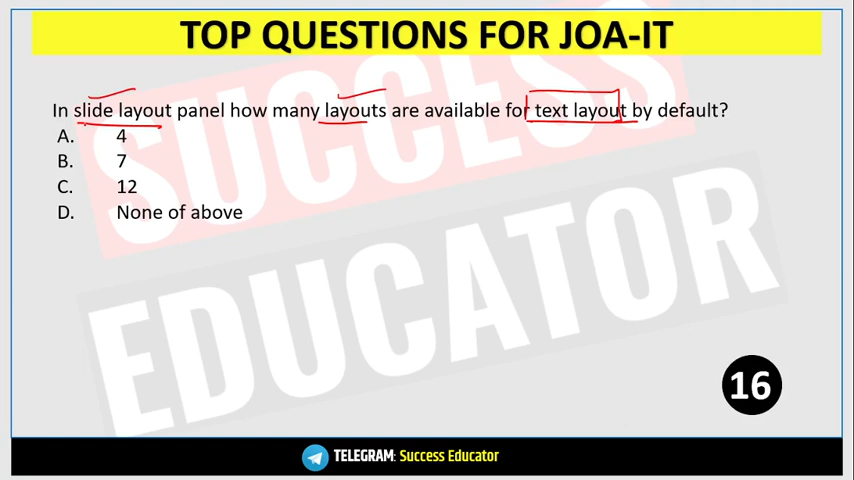 TOP QUESTIONS FOR JOA-IT
In slide layout panel how many layouts are available for text layout by default?
A. 4
B. 7
C. 12
D. None of above
SUCCESS
EDUCATOR
16
TELEGRAM: Success Educator